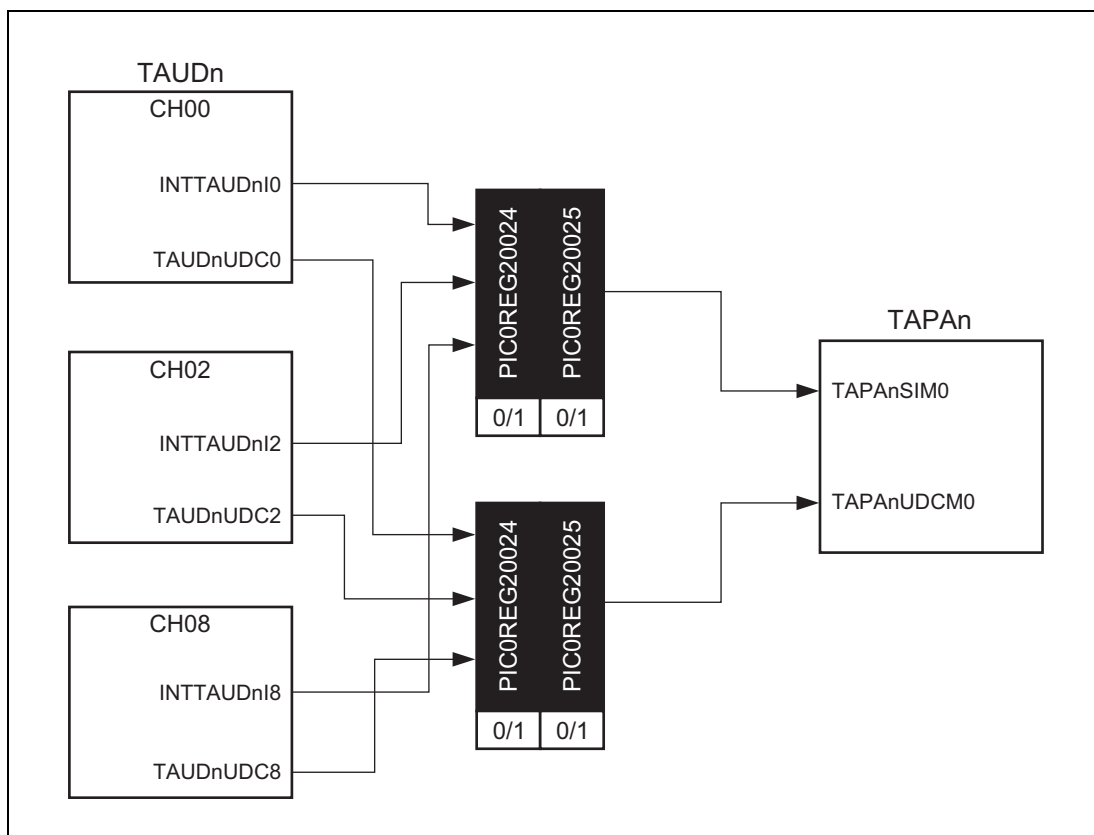 TAUDn
CH00
INTTAUDnI0
TAUDnUDC0
CH02
INTTAUDnI2
TAUDnUDC2
CH08
INTTAUDnI8
TAUDnUDC8
PIC0REG20024
PIC0REG20025
0/1
0/1
PIC0REG20024
PIC0REG20025
0/1
0/1
TAPAn
TAPAnSIM0
TAPAnUDCM0